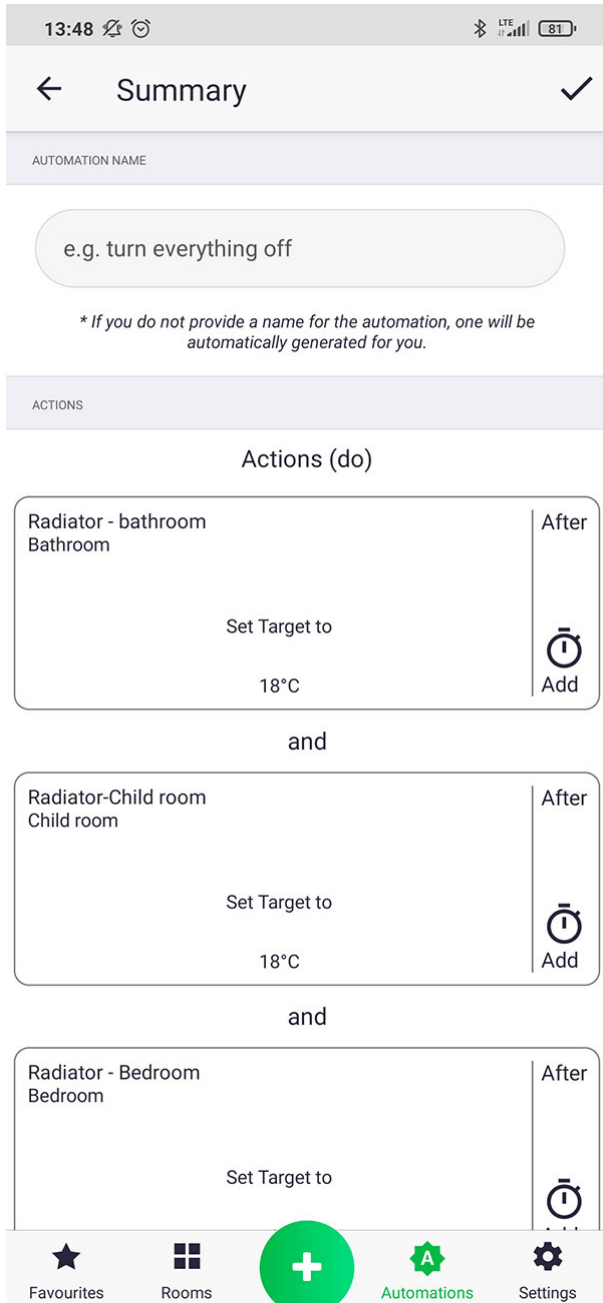 13:48
LTE
81
Summary
AUTOMATION NAME
e.g. turn everything off
* If you do not provide a name for the automation, one will be
automatically generated for you.
ACTIONS
Actions (do)
Radiator - bathroom
Bathroom
After
Set Target to
18°C
Add
and
Radiator-Child room
Child room
After
Set Target to
18°C
Add
and
Radiator - Bedroom
Bedroom
After
Set Target to
A
Favourites
Rooms
Automations
Settings